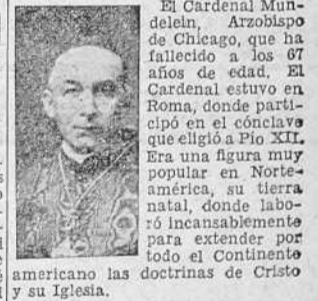 El Cardenal Mun-
delein, Arzobispo
de Chicago, que ha
fallecido a los 67
años de edad. El
Cardenal estuvo en
Roma, donde parti-
cipó en el cónclave
que eligió a Pío XII.
Era una figura muy
popular en Norte-
américa, su tierra
natal, donde labo-
ró incansablemente
para extender por
todo el Continente
americano las doctrinas de Cristo
y su Iglesia.